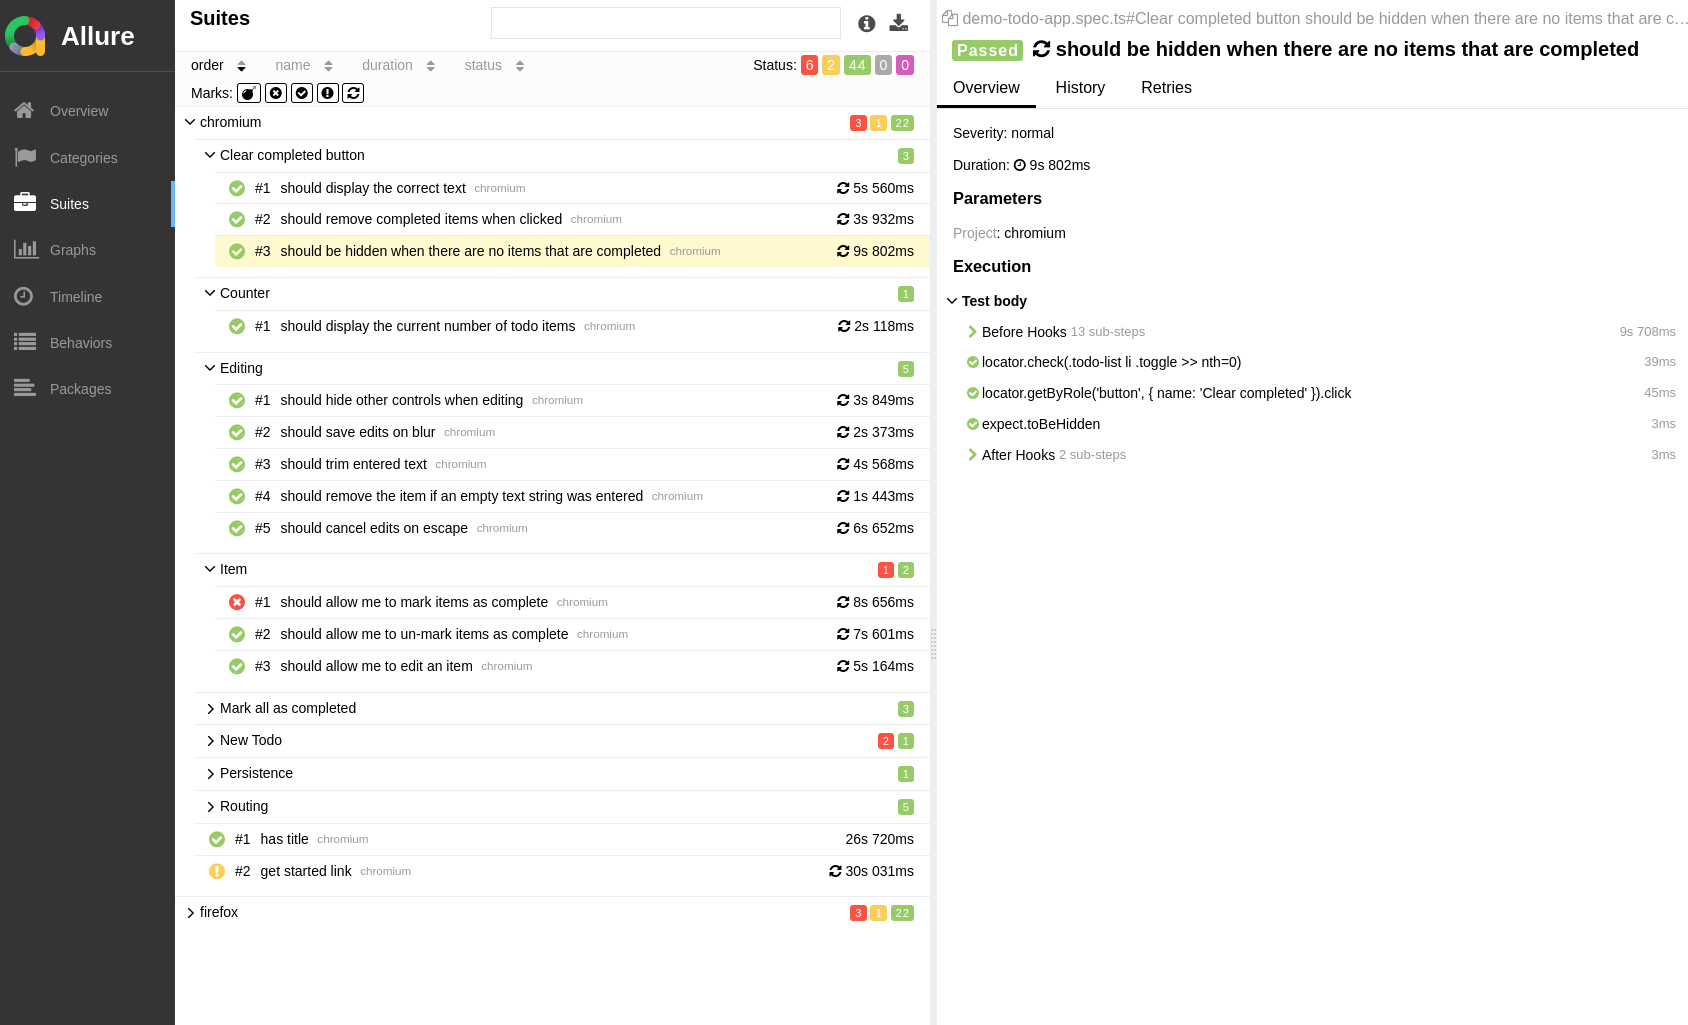 Allure
Overview
Categories
Suites
Graphs
Timeline
Behaviors
Packages
Suites
order name duration status Status: 6 2 44 0 0
Marks:
chromium 3 1 22
Clear completed button 3
#1 should display the correct text chromium 5s 560ms
#2 should remove completed items when clicked chromium 3s 932ms
#3 should be hidden when there are no items that are completed chromium 9s 802ms
Counter 1
#1 should display the current number of todo items chromium 2s 118ms
Editing 5
#1 should hide other controls when editing chromium 3s 849ms
#2 should save edits on blur chromium 2s 373ms
#3 should trim entered text chromium 4s 568ms
#4 should remove the item if an empty text string was entered chromium 1s 443ms
#5 should cancel edits on escape chromium 6s 652ms
Item 1 2
#1 should allow me to mark items as complete chromium 8s 656ms
#2 should allow me to un-mark items as complete chromium 7s 601ms
#3 should allow me to edit an item chromium 5s 164ms
Mark all as completed 3
New Todo 2 1
Persistence 1
Routing 5
#1 has title chromium 26s 720ms
#2 get started link chromium 30s 031ms
firefox 3 1 22
demo-todo-app.spec.ts#Clear completed button should be hidden when there are no items that are c...
Passed should be hidden when there are no items that are completed
Overview History Retries
Severity: normal
Duration: 9s 802ms
Parameters
Project: chromium
Execution
Test body
Before Hooks 13 sub-steps 9s 708ms
locator.check(.todo-list li .toggle >> nth=0) 39ms
locator.getByRole('button', { name: 'Clear completed' }).click 45ms
expect.toBeHidden 3ms
After Hooks 2 sub-steps 3ms